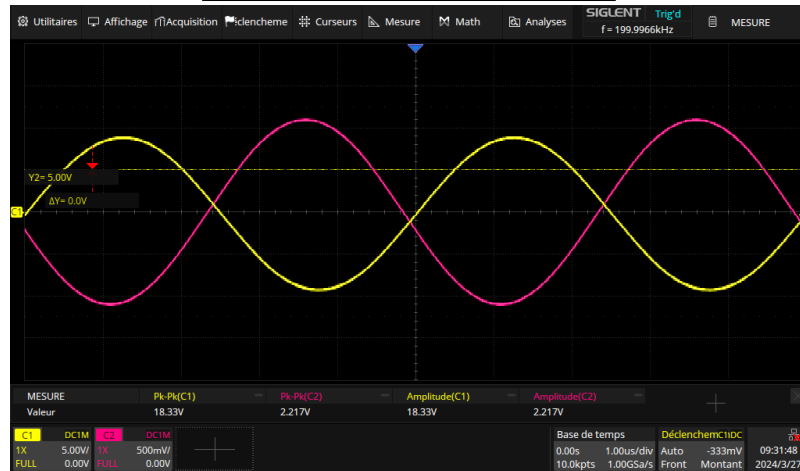 Utilitaires Affichage Acquisition clencheme Curseurs Mesure Math Analyses SIGLENT Trig'd f = 199.9966kHz MESURE
Y2= 5.00V
ΔY= 0.0V
C1
MESURE Pk-Pk(C1) Pk-Pk(C2) Amplitude(C1) Amplitude(C2)
Valeur 18.33V 2.217V 18.33V 2.217V
C1 DC1M C2 DC1M Base de temps DéclenchemC1DC
1X 5.00V/ 1X 500mV/ 0.00s 1.00us/div Auto -333mV 09:31:48
FULL 0.00V FULL 0.00V 10.0kpts 1.00GSa/s Front Montant 2024/3/27